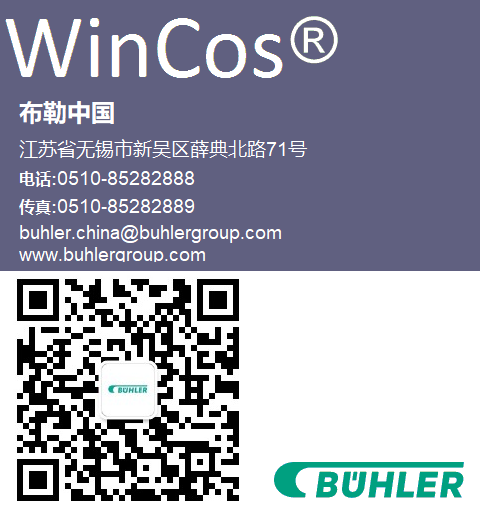 WinCos®
布勒中国
江苏省无锡市新吴区薛典北路71号
电话:0510-85282888
传真:0510-85282889
buhler.china@buhlergroup.com
www.buhlergroup.com
BÜHLER
BÜHLER